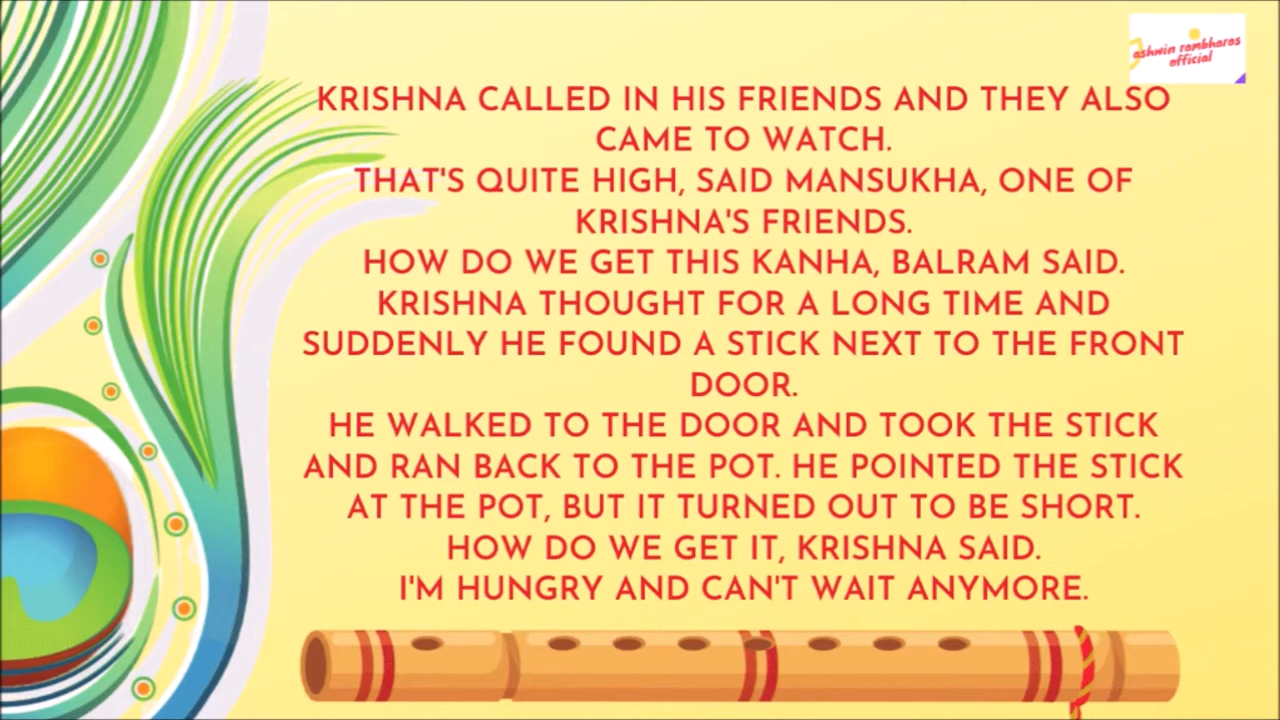 ashwin rambharos
official
KRISHNA CALLED IN HIS FRIENDS AND THEY ALSO
CAME TO WATCH.
THAT'S QUITE HIGH, SAID MANSUKHA, ONE OF
KRISHNA'S FRIENDS.
HOW DO WE GET THIS KANHA, BALRAM SAID.
KRISHNA THOUGHT FOR A LONG TIME AND
SUDDENLY HE FOUND A STICK NEXT TO THE FRONT
DOOR.
HE WALKED TO THE DOOR AND TOOK THE STICK
AND RAN BACK TO THE POT. HE POINTED THE STICK
AT THE POT, BUT IT TURNED OUT TO BE SHORT.
HOW DO WE GET IT, KRISHNA SAID.
I'M HUNGRY AND CAN'T WAIT ANYMORE.